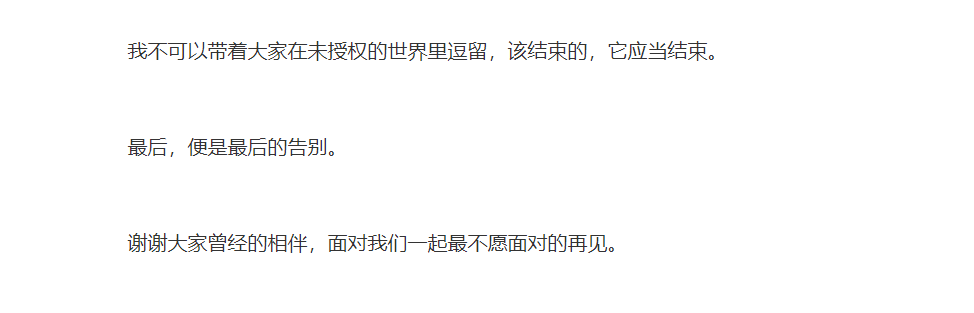 我不可以带着大家在未授权的世界里逗留，该结束的，它应当结束。
最后，便是最后的告别。
谢谢大家曾经的相伴，面对我们一起最不愿面对的再见。